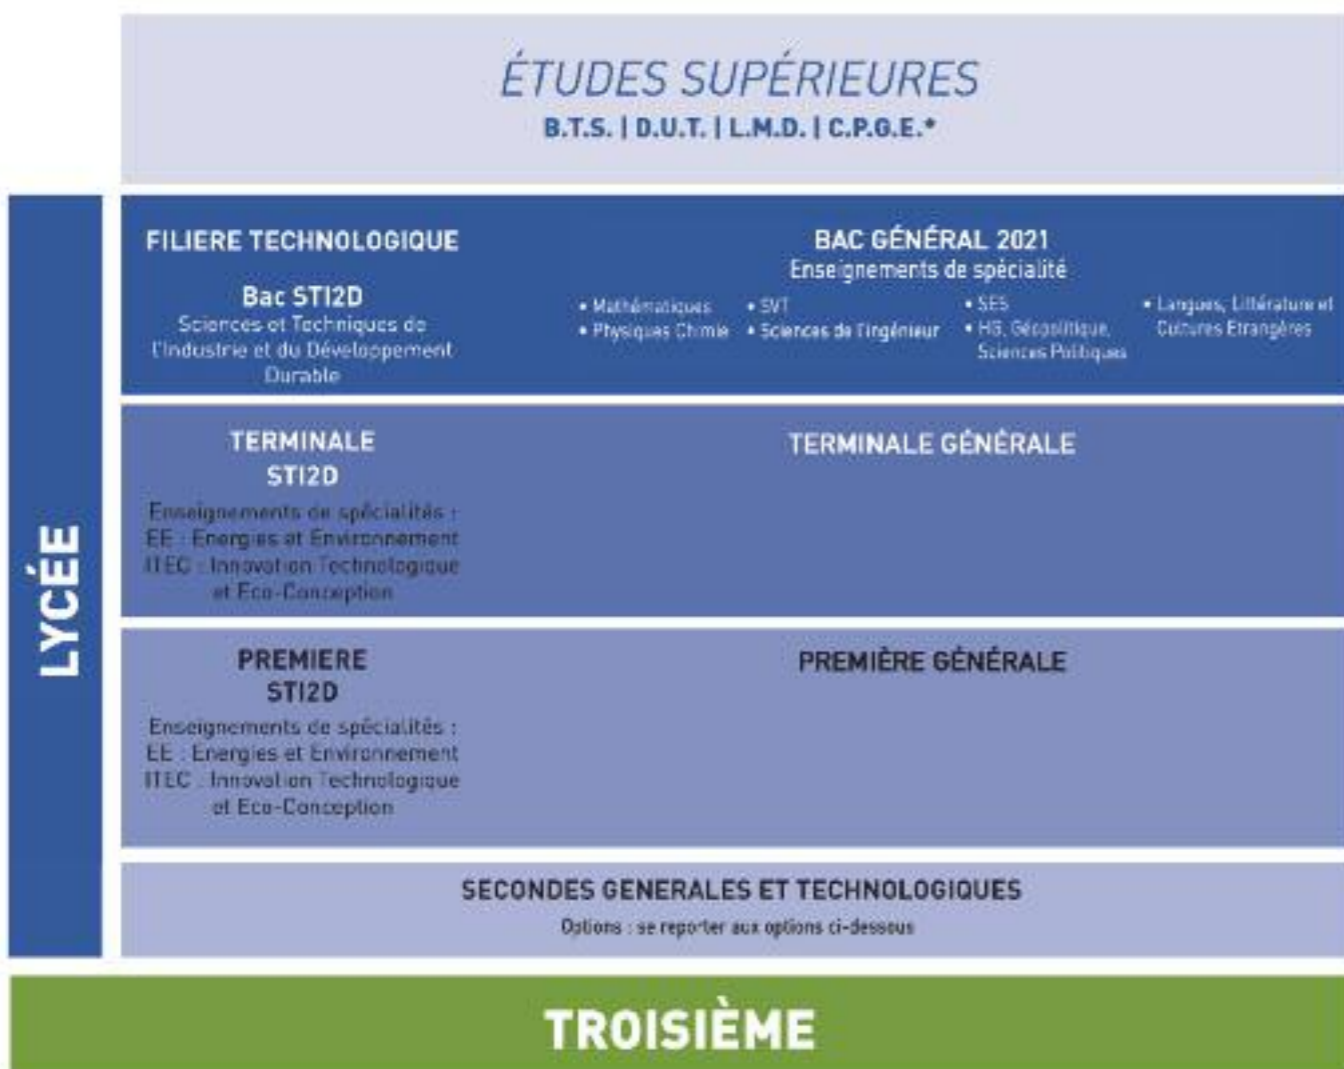 ÉTUDES SUPÉRIEURES
B.T.S. | D.U.T. | L.M.D. | C.P.G.E.*
LYCÉE
FILIERE TECHNOLOGIQUE
Bac STI2D
Sciences et Techniques de
l'Industrie et du Développement
Durable
BAC GÉNÉRAL 2021
Enseignements de spécialité
• Mathématiques
• Physiques Chimie
• SVT
• Sciences de l'ingénieur
• SES
• HG, Géopolitique,
Sciences Politiques
• Langues, Littérature et
Cultures Etrangères
TERMINALE
STI2D
Enseignements de spécialités :
EE : Energies et Environnement
ITEC : Innovation Technologique
et Eco-Conception
TERMINALE GÉNÉRALE
PREMIERE
STI2D
Enseignements de spécialités :
EE : Energies et Environnement
ITEC : Innovation Technologique
et Eco-Conception
PREMIÈRE GÉNÉRALE
SECONDES GENERALES ET TECHNOLOGIQUES
Options : se reporter aux options ci-dessous
TROISIÈME